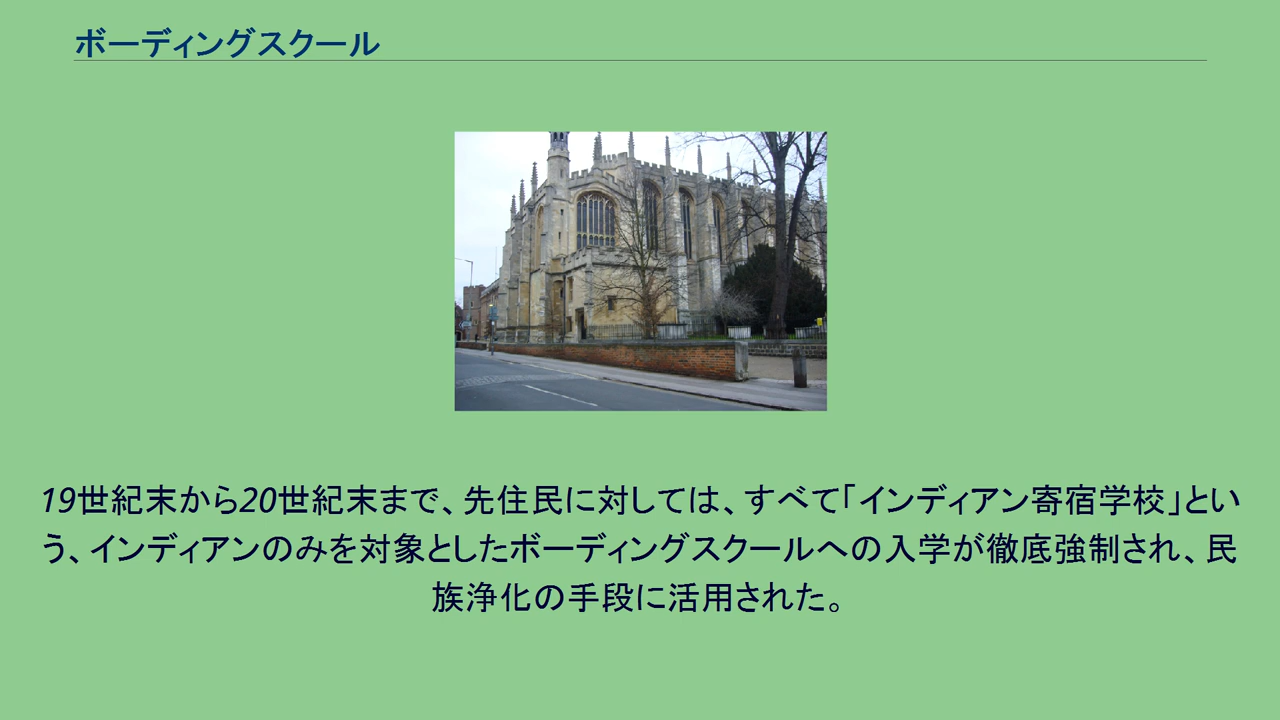 ボーディングスクール
19世紀末から20世紀末まで、先住民に対しては、すべて「インディアン寄宿学校」とい
う、インディアンのみを対象としたボーディングスクールへの入学が徹底強制され、民
族浄化の手段に活用された。